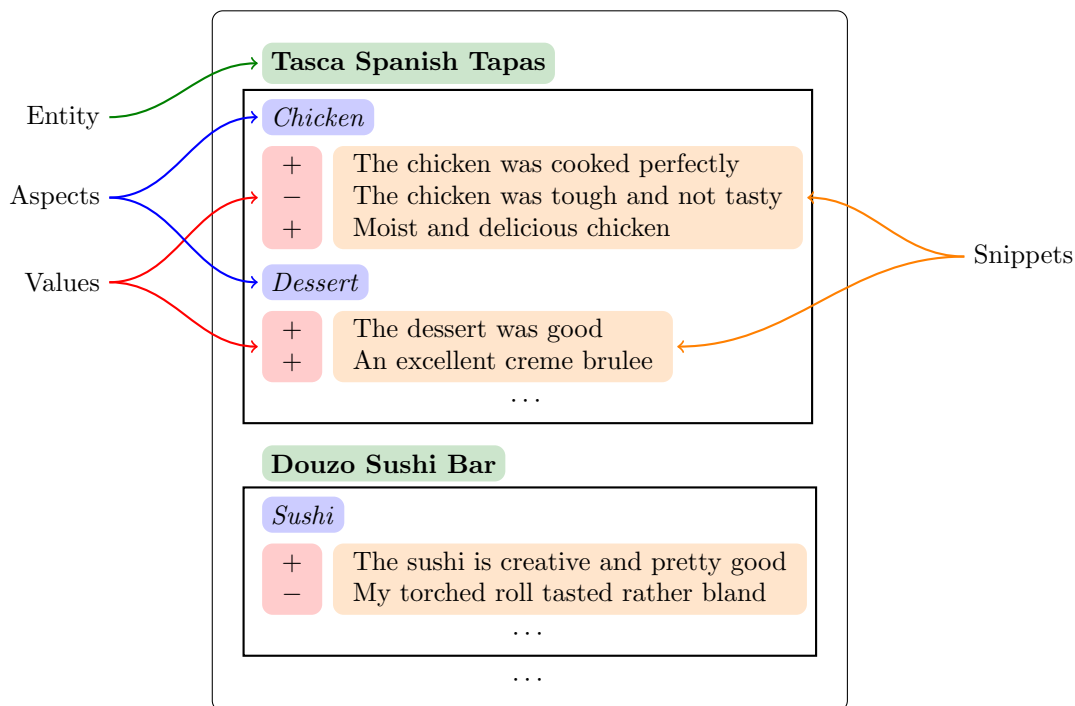 Tasca Spanish Tapas
Entity
Chicken
Aspects
+ The chicken was cooked perfectly
− The chicken was tough and not tasty
+ Moist and delicious chicken
Snippets
Values
Dessert
+ The dessert was good
+ An excellent creme brulee
...
Douzo Sushi Bar
Sushi
+ The sushi is creative and pretty good
− My torched roll tasted rather bland
...
...